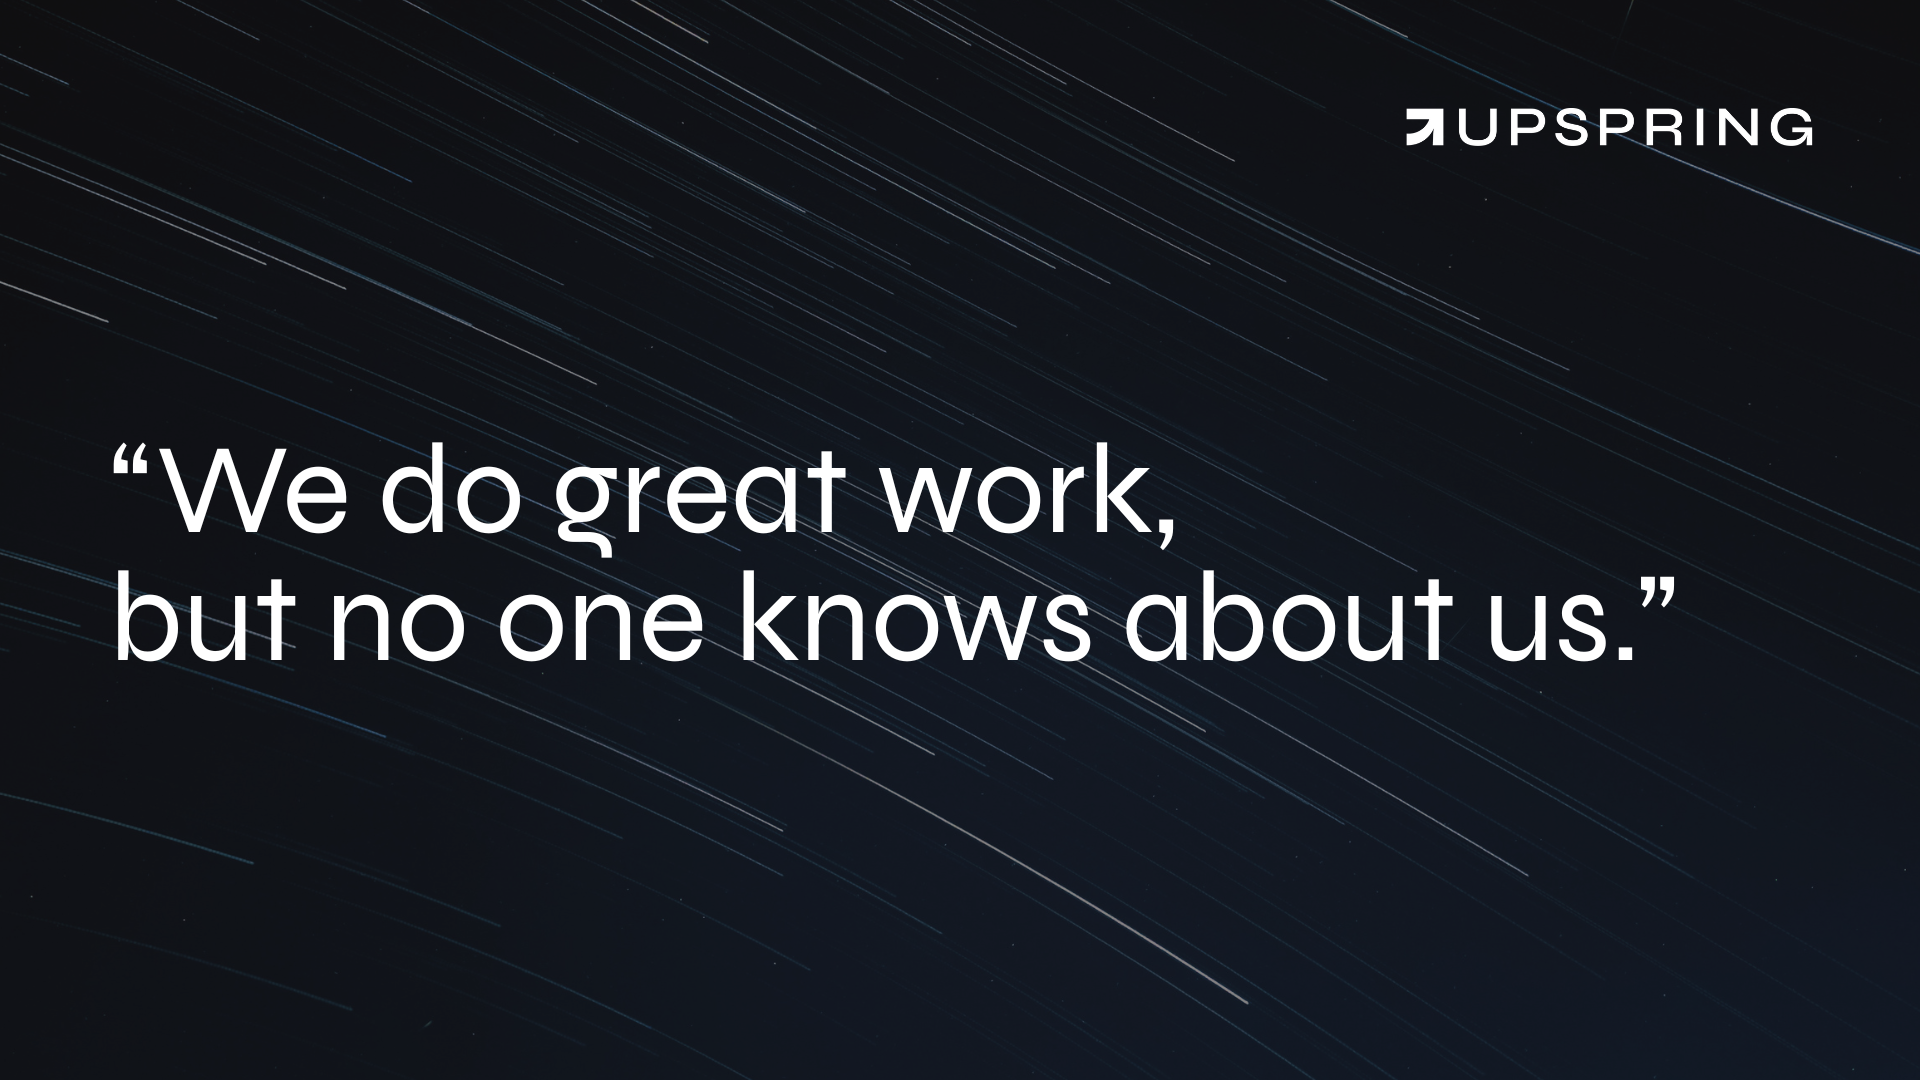 UPSPRING
“We do great work,
but no one knows about us.”